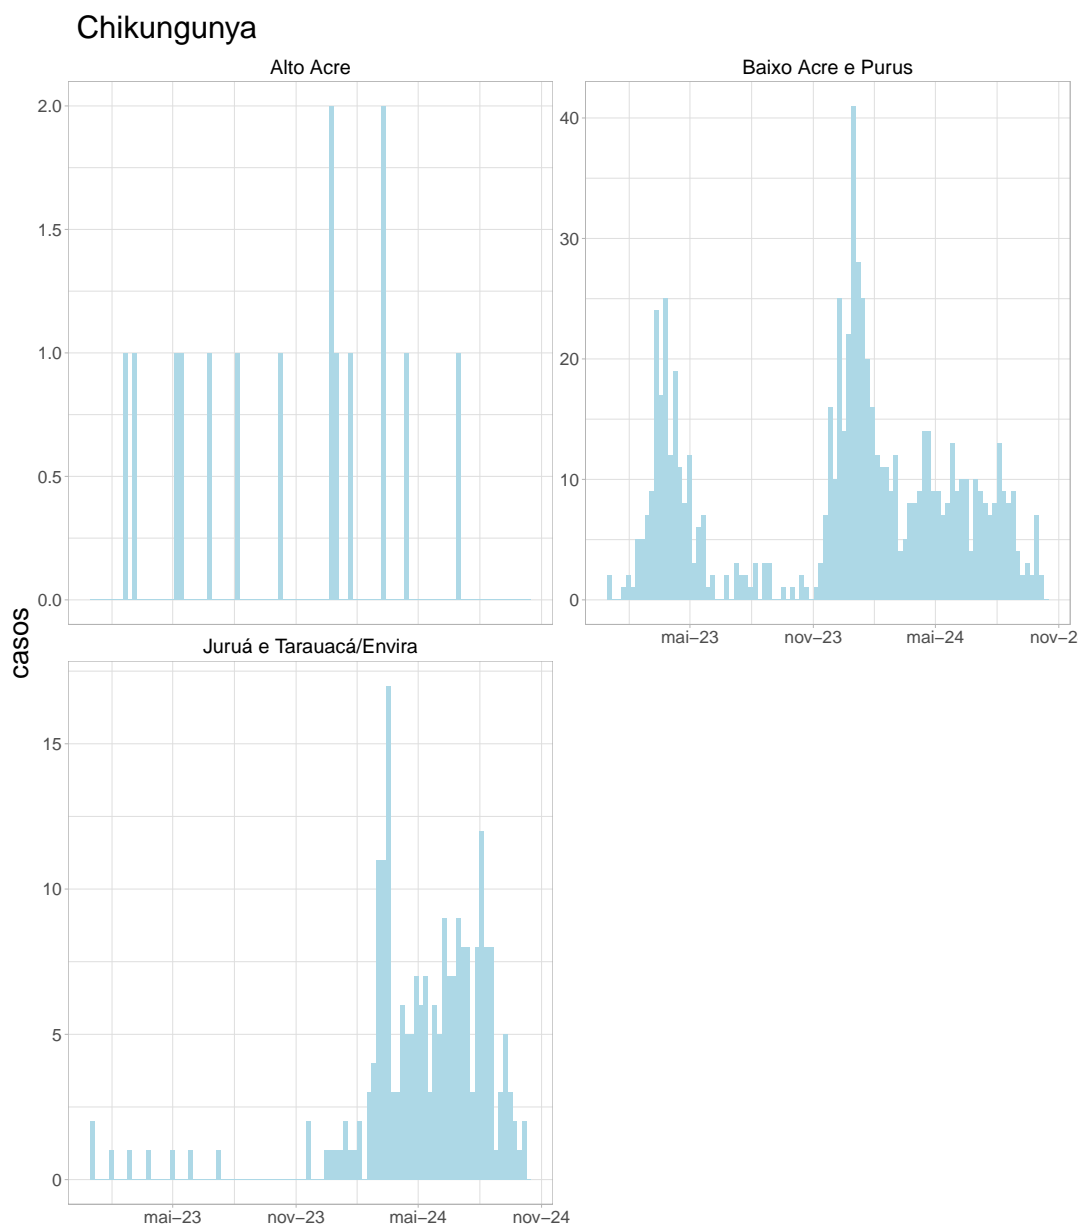 Chikungunya
Alto Acre
2.0
1.5
1.0
0.5
0.0
Baixo Acre e Purus
40
30
20
10
0
mai–23 nov–23 mai–24 nov–2
casos
Juruá e Tarauacá/Envira
15
10
5
0
mai–23 nov–23 mai–24 nov–24